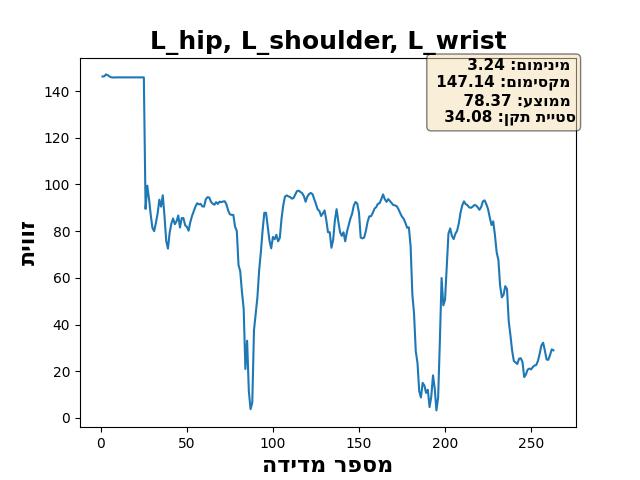 L_hip, L_shoulder, L_wrist
מינימום: 3.24
מקסימום: 147.14
ממוצע: 78.37
סטיית תקן: 34.08
זווית
140
120
100
80
60
40
20
0
0 50 100 150 200 250
מספר מדידה